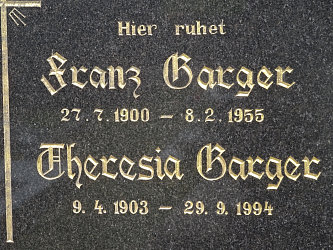 Hier ruhet
Franz Garger
27. 7. 1900 – 8. 2. 1955
Theresia Garger
9. 4. 1903 – 29. 9. 1994